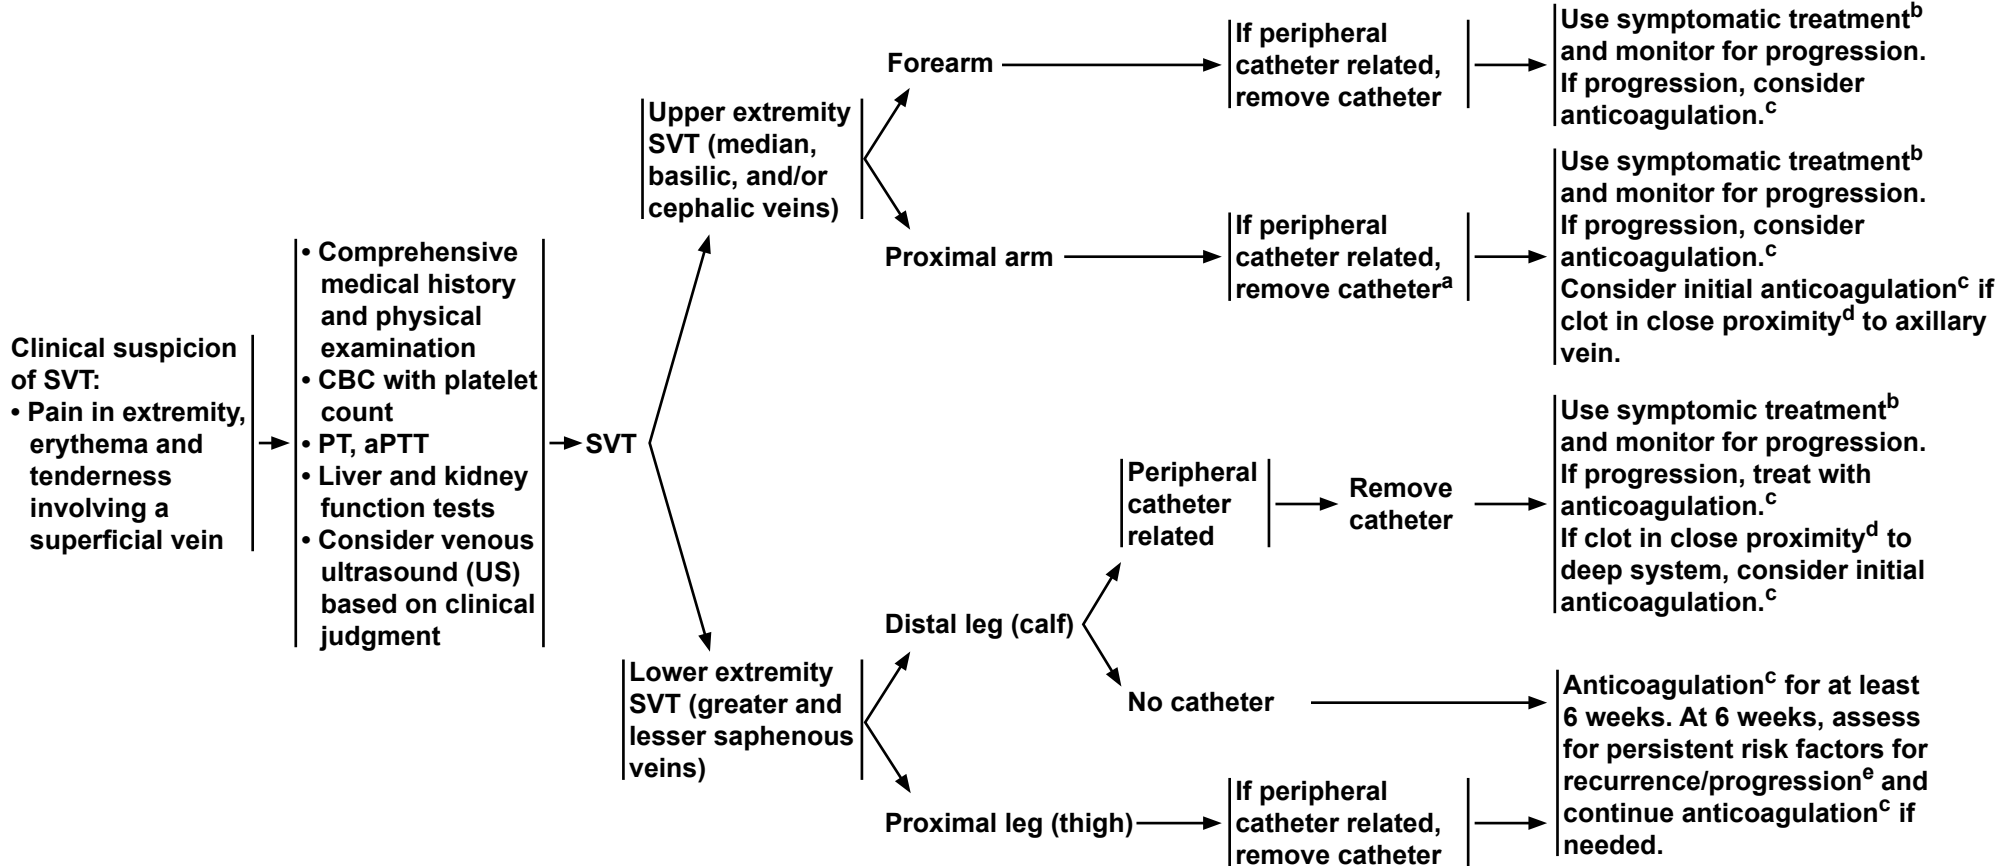 Clinical suspicion
of SVT:
• Pain in extremity,
erythema and
tenderness
involving a
superficial vein
• Comprehensive
medical history
and physical
examination
• CBC with platelet
count
• PT, aPTT
• Liver and kidney
function tests
• Consider venous
ultrasound (US)
based on clinical
judgment
SVT
Upper extremity
SVT (median,
basilic, and/or
cephalic veins)
Forearm
If peripheral
catheter related,
remove catheter
Use symptomatic treatmentb
and monitor for progression.
If progression, consider
anticoagulation.c
Proximal arm
If peripheral
catheter related,
remove cathetera
Use symptomatic treatmentb
and monitor for progression.
If progression, consider
anticoagulation.c
Consider initial anticoagulationc if
clot in close proximityd to axillary
vein.
Lower extremity
SVT (greater and
lesser saphenous
veins)
Distal leg (calf)
Peripheral
catheter
related
Remove
catheter
Use symptomic treatmentb
and monitor for progression.
If progression, treat with
anticoagulation.c
If clot in close proximityd to
deep system, consider initial
anticoagulation.c
No catheter
Proximal leg (thigh)
If peripheral
catheter related,
remove catheter
Anticoagulationc for at least
6 weeks. At 6 weeks, assess
for persistent risk factors for
recurrence/progressione and
continue anticoagulationc if
needed.